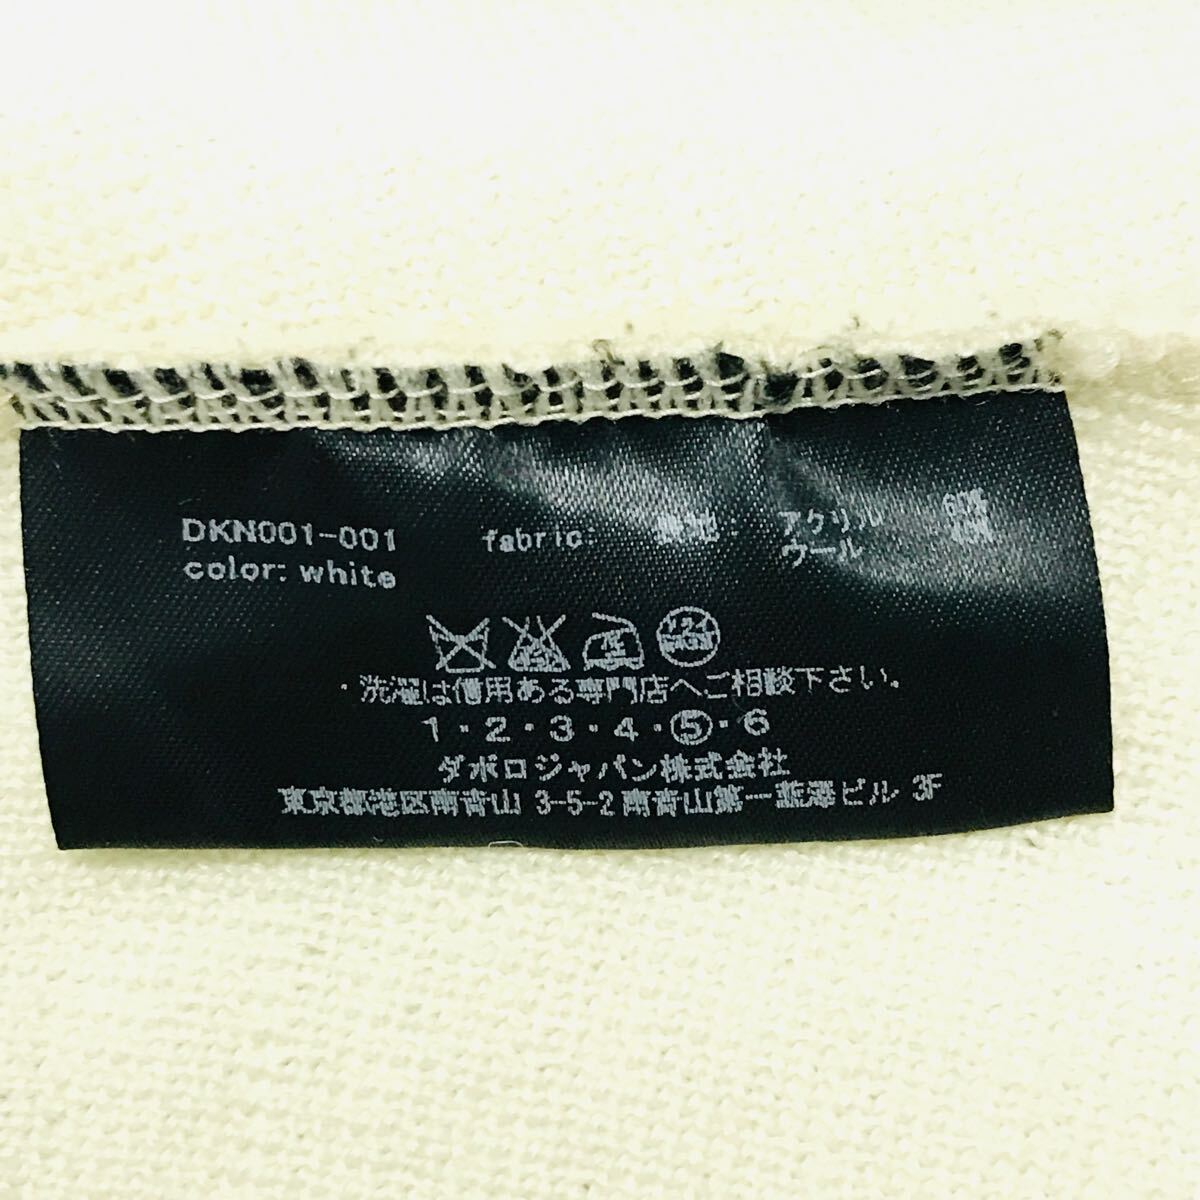 DKN001-001 fabric: アクリル
color: white ウール
・洗濯は信用ある専門店へご相談下さい。
1・2・3・4・⑤・6
ダボロジャパン株式会社
東京都港区南青山 3-5-2 南青山第一韮澤ビル 3F